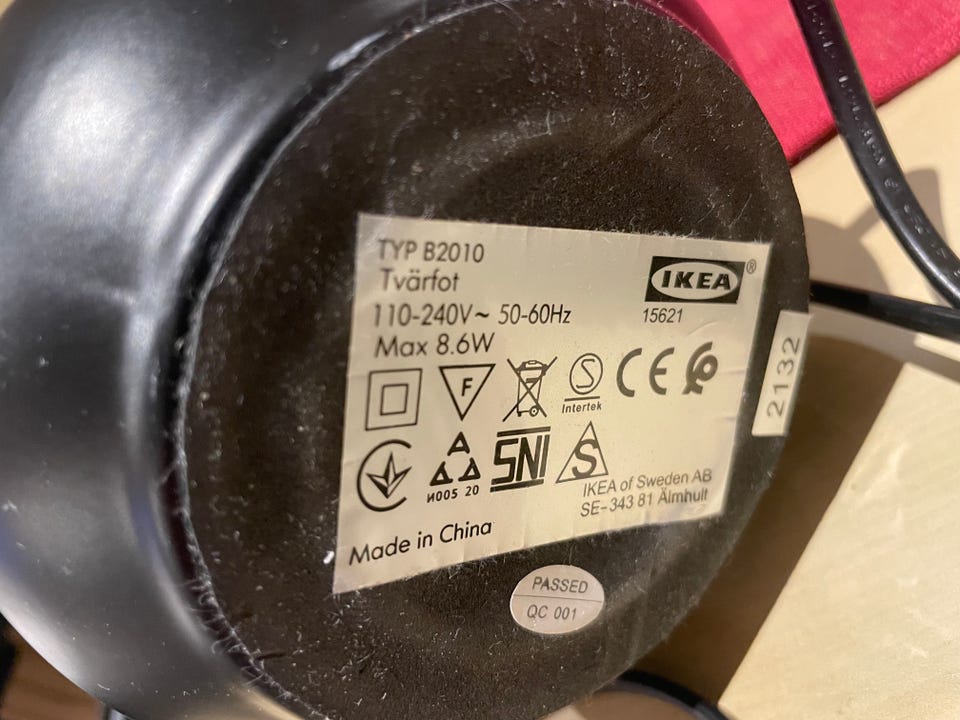 TYP B2010
Tvärfot
110-240V~ 50-60Hz
Max 8.6W
IKEA®
15621
F
S
Intertek
CE
И005 20
SNI
S
IKEA of Sweden AB
SE-343 81 Älmhult
Made in China
2132
PASSED
QC 001